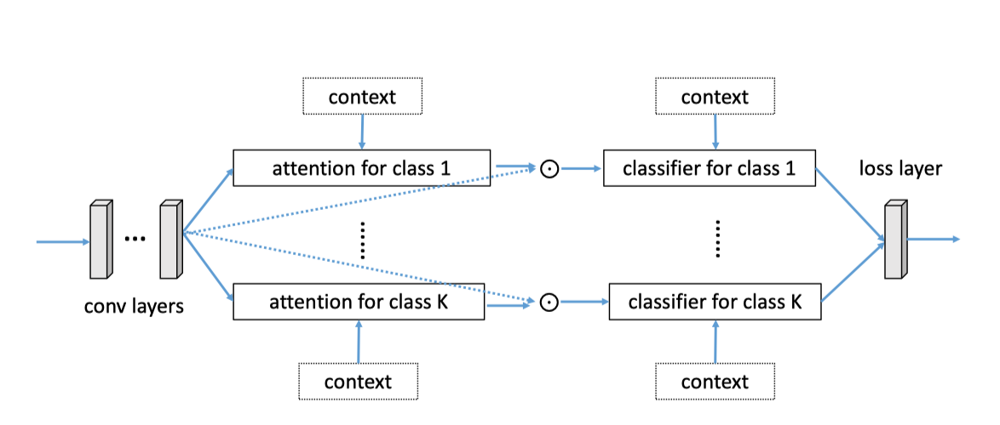 context
context
attention for class 1
classifier for class 1
loss layer
...
conv layers
attention for class K
classifier for class K
context
context